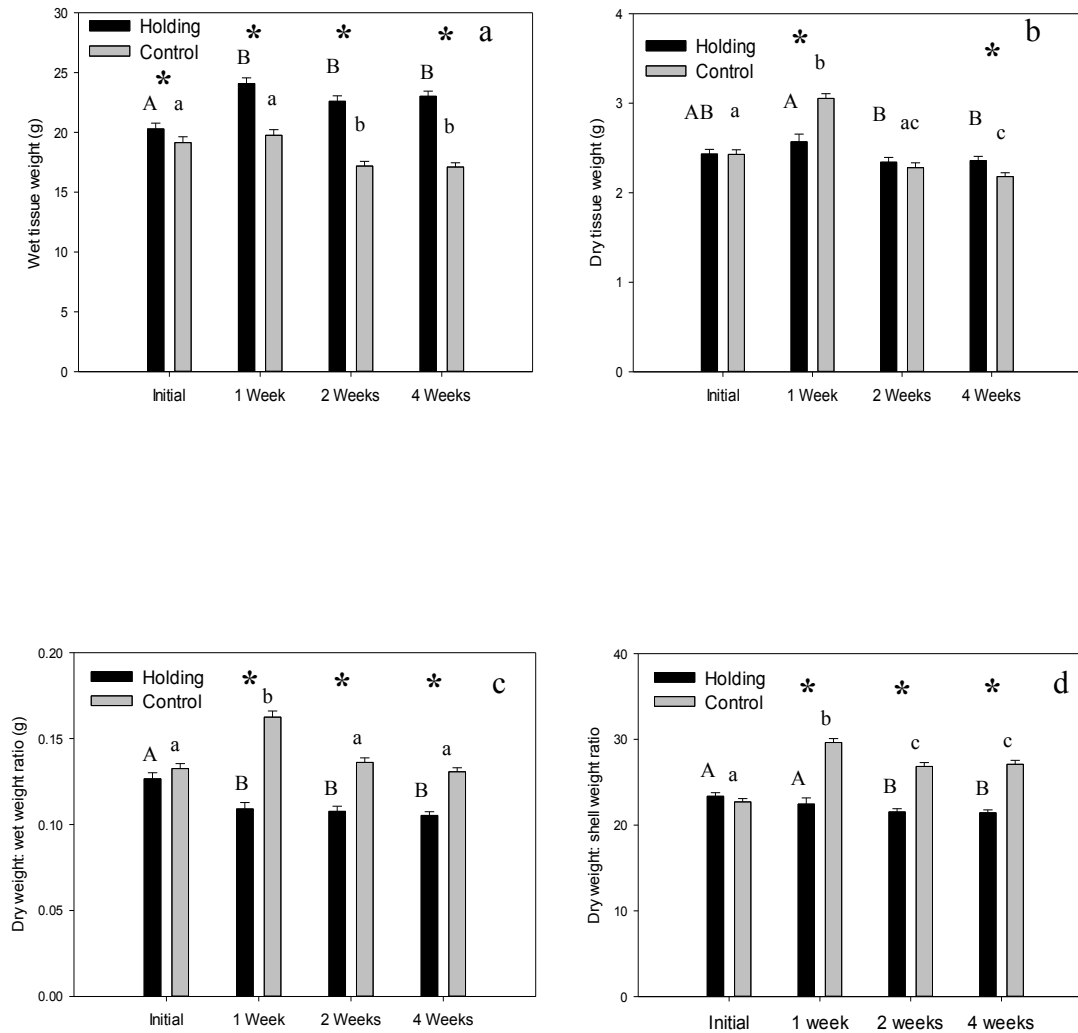 30
25
20
15
10
5
0
Wet tissue weight (g)
Holding
Control
a
* * * *
A a B a B b B b
Initial 1 Week 2 Weeks 4 Weeks
4
3
2
1
0
Dry tissue weight (g)
Holding
Control
b
* *
AB a A b B ac B c
Initial 1 Week 2 Weeks 4 Weeks
0.20
0.15
0.10
0.05
0.00
Dry weight: wet weight ratio (g)
Holding
Control
c
* * *
A a B b B a B a
Initial 1 Week 2 Weeks 4 Weeks
40
30
20
10
0
Dry weight: shell weight ratio
Holding
Control
d
* * *
A a A b B c B c
Initial 1 week 2 weeks 4 weeks